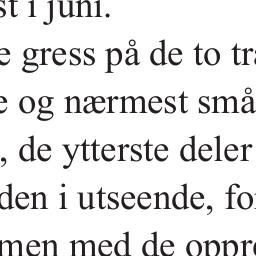 st i juni.
e gress på de to tr
e og nærmest små
, de ytterste deler
den i utseende, fo
men med de oppr